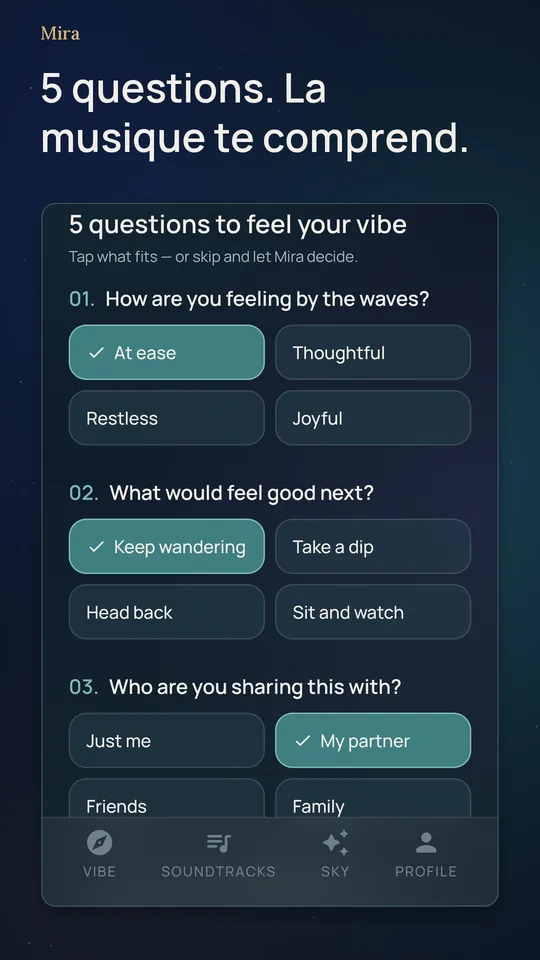 Mira
5 questions. La
musique te comprend.
5 questions to feel your vibe
Tap what fits — or skip and let Mira decide.
01. How are you feeling by the waves?
At ease
Thoughtful
Restless
Joyful
02. What would feel good next?
Keep wandering
Take a dip
Head back
Sit and watch
03. Who are you sharing this with?
Just me
My partner
Friends
Family
VIBE
SOUNDTRACKS
SKY
PROFILE